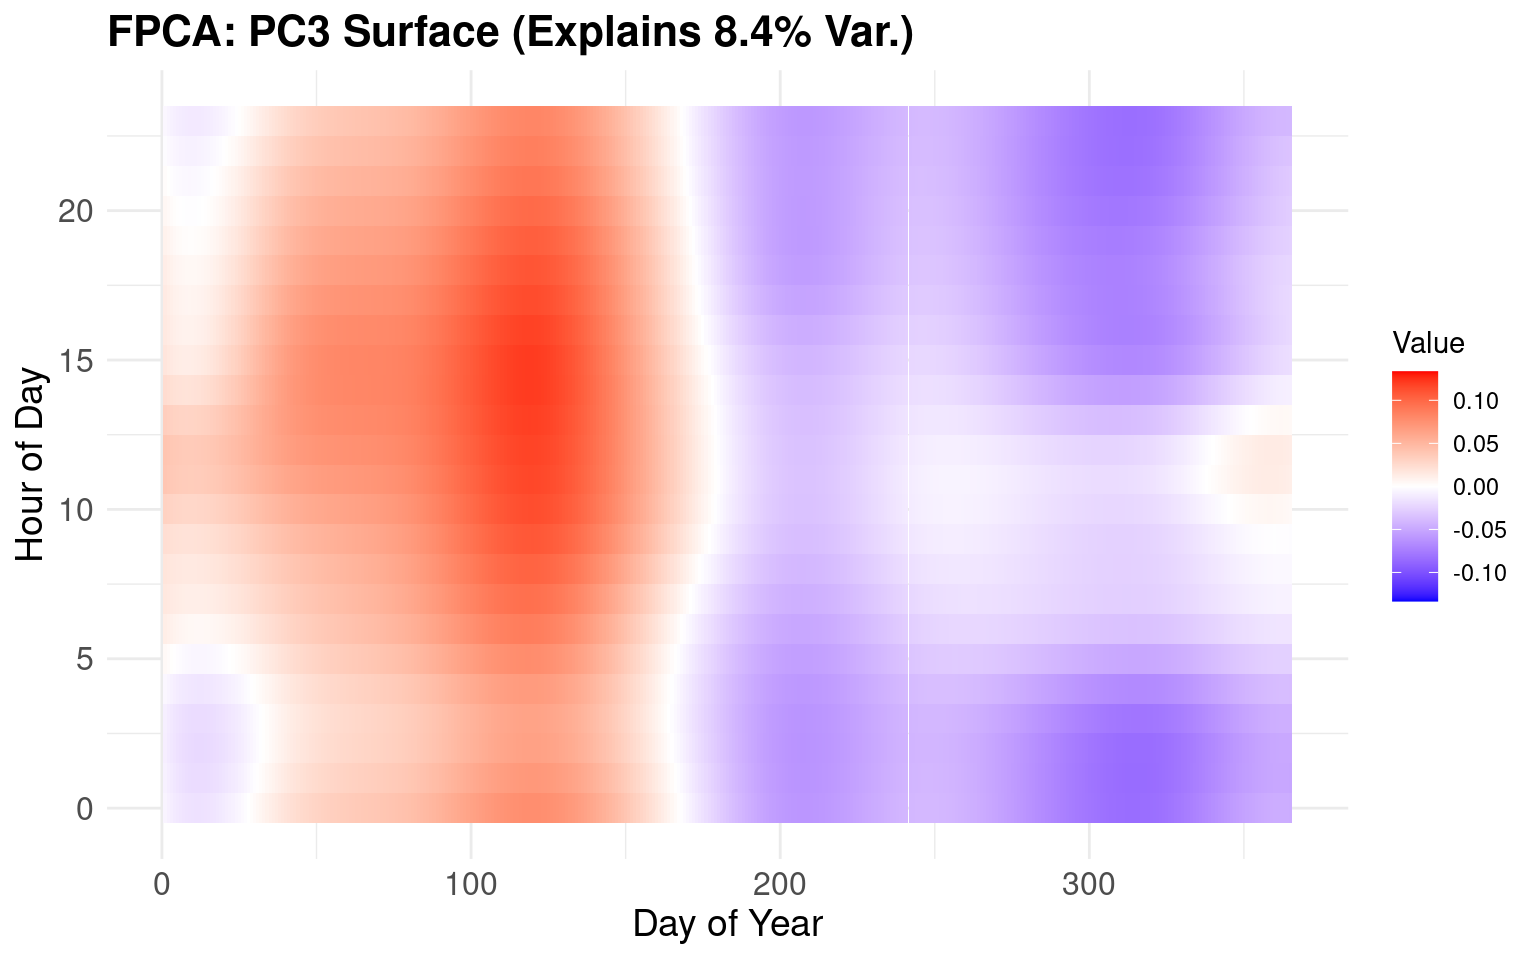 FPCA: PC3 Surface (Explains 8.4% Var.)
Hour of Day
20
15
10
5
0
0 100 200 300
Day of Year
Value
0.10
0.05
0.00
-0.05
-0.10